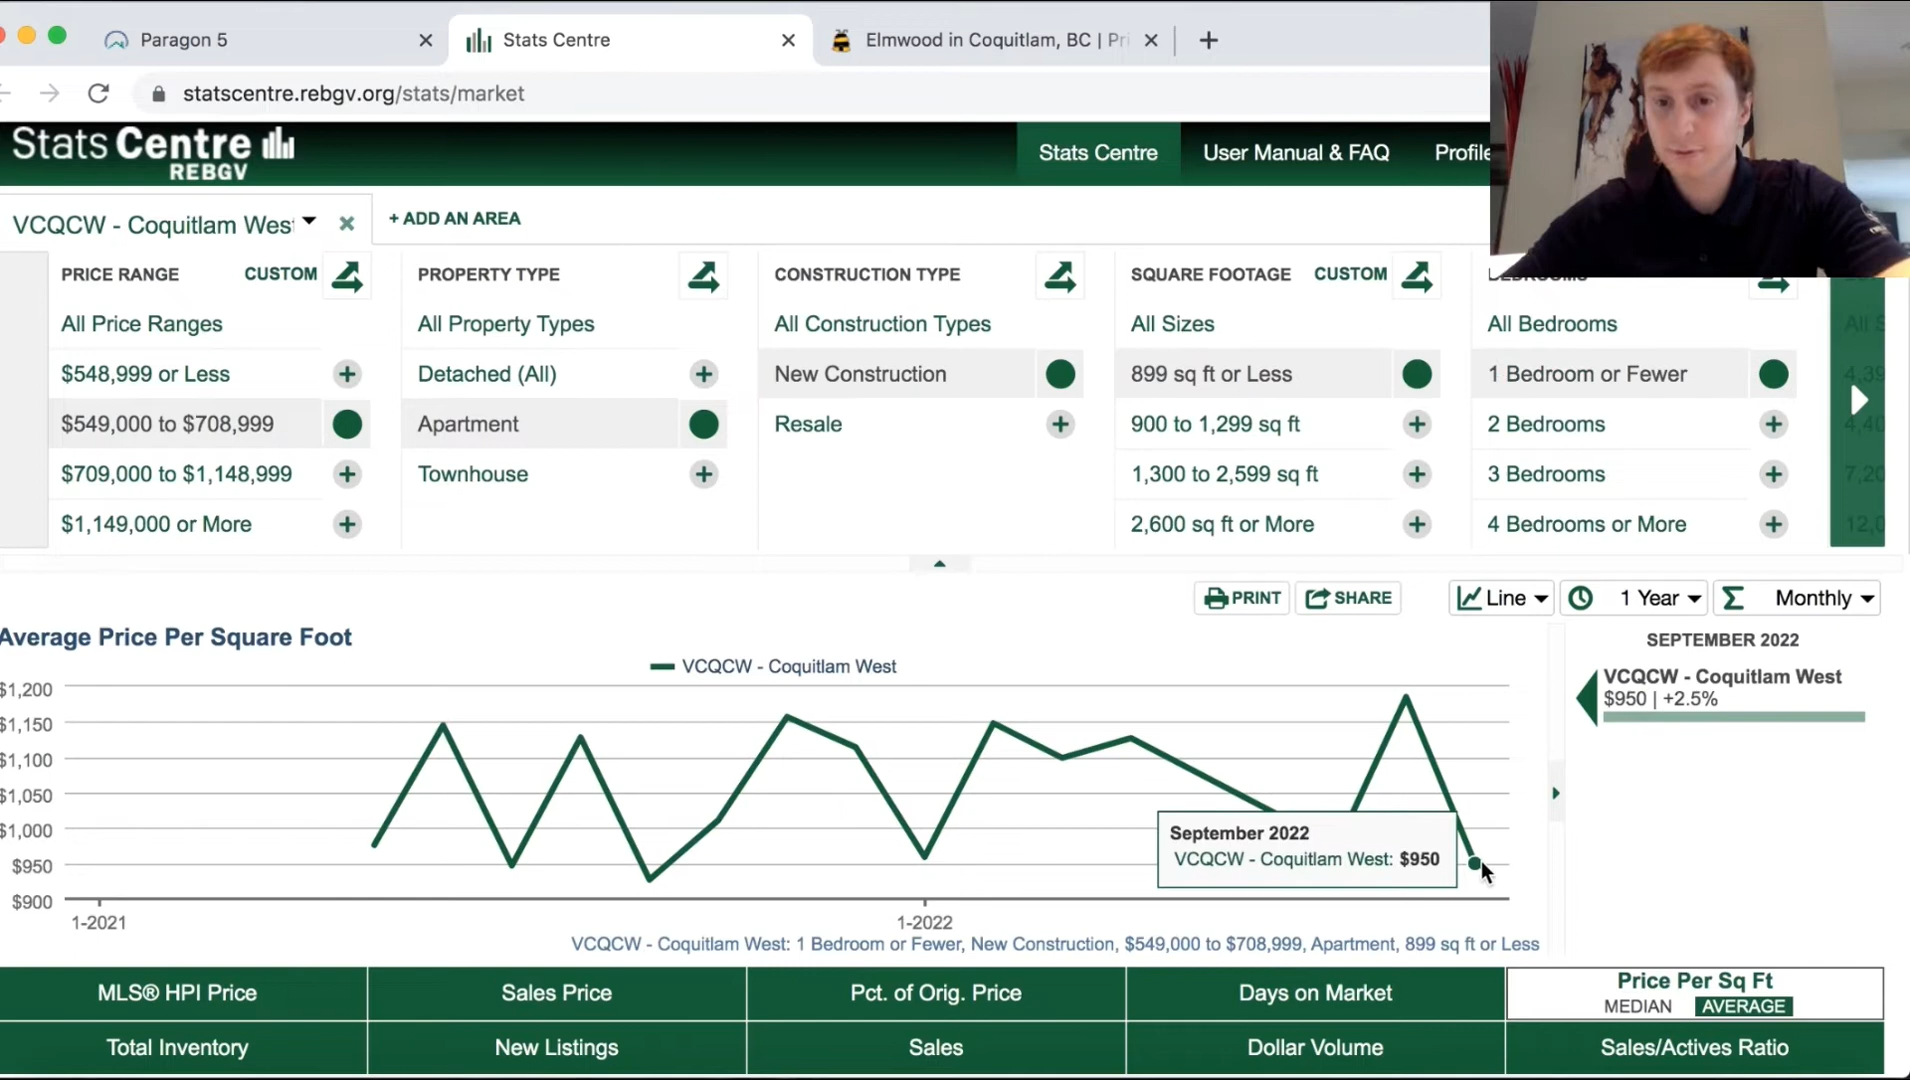 Paragon 5
Stats Centre
Elmwood in Coquitlam, BC | Pri
statscentre.rebgv.org/stats/market
Stats Centre
REBGV
Stats Centre
User Manual & FAQ
Profile
VCQCW - Coquitlam West
+ ADD AN AREA
PRICE RANGE CUSTOM
All Price Ranges
$548,999 or Less
$549,000 to $708,999
$709,000 to $1,148,999
$1,149,000 or More
PROPERTY TYPE
All Property Types
Detached (All)
Apartment
Townhouse
CONSTRUCTION TYPE
All Construction Types
New Construction
Resale
SQUARE FOOTAGE CUSTOM
All Sizes
899 sq ft or Less
900 to 1,299 sq ft
1,300 to 2,599 sq ft
2,600 sq ft or More
BEDROOMS
All Bedrooms
1 Bedroom or Fewer
2 Bedrooms
3 Bedrooms
4 Bedrooms or More
PRINT
SHARE
Line
1 Year
Monthly
Average Price Per Square Foot
VCQCW - Coquitlam West
$1,200
$1,150
$1,100
$1,050
$1,000
$950
$900
September 2022
VCQCW - Coquitlam West: $950
1-2021
1-2022
VCQCW - Coquitlam West: 1 Bedroom or Fewer, New Construction, $549,000 to $708,999, Apartment, 899 sq ft or Less
SEPTEMBER 2022
VCQCW - Coquitlam West
$950 | +2.5%
MLS® HPI Price
Sales Price
Pct. of Orig. Price
Days on Market
Price Per Sq Ft
MEDIAN AVERAGE
Total Inventory
New Listings
Sales
Dollar Volume
Sales/Actives Ratio